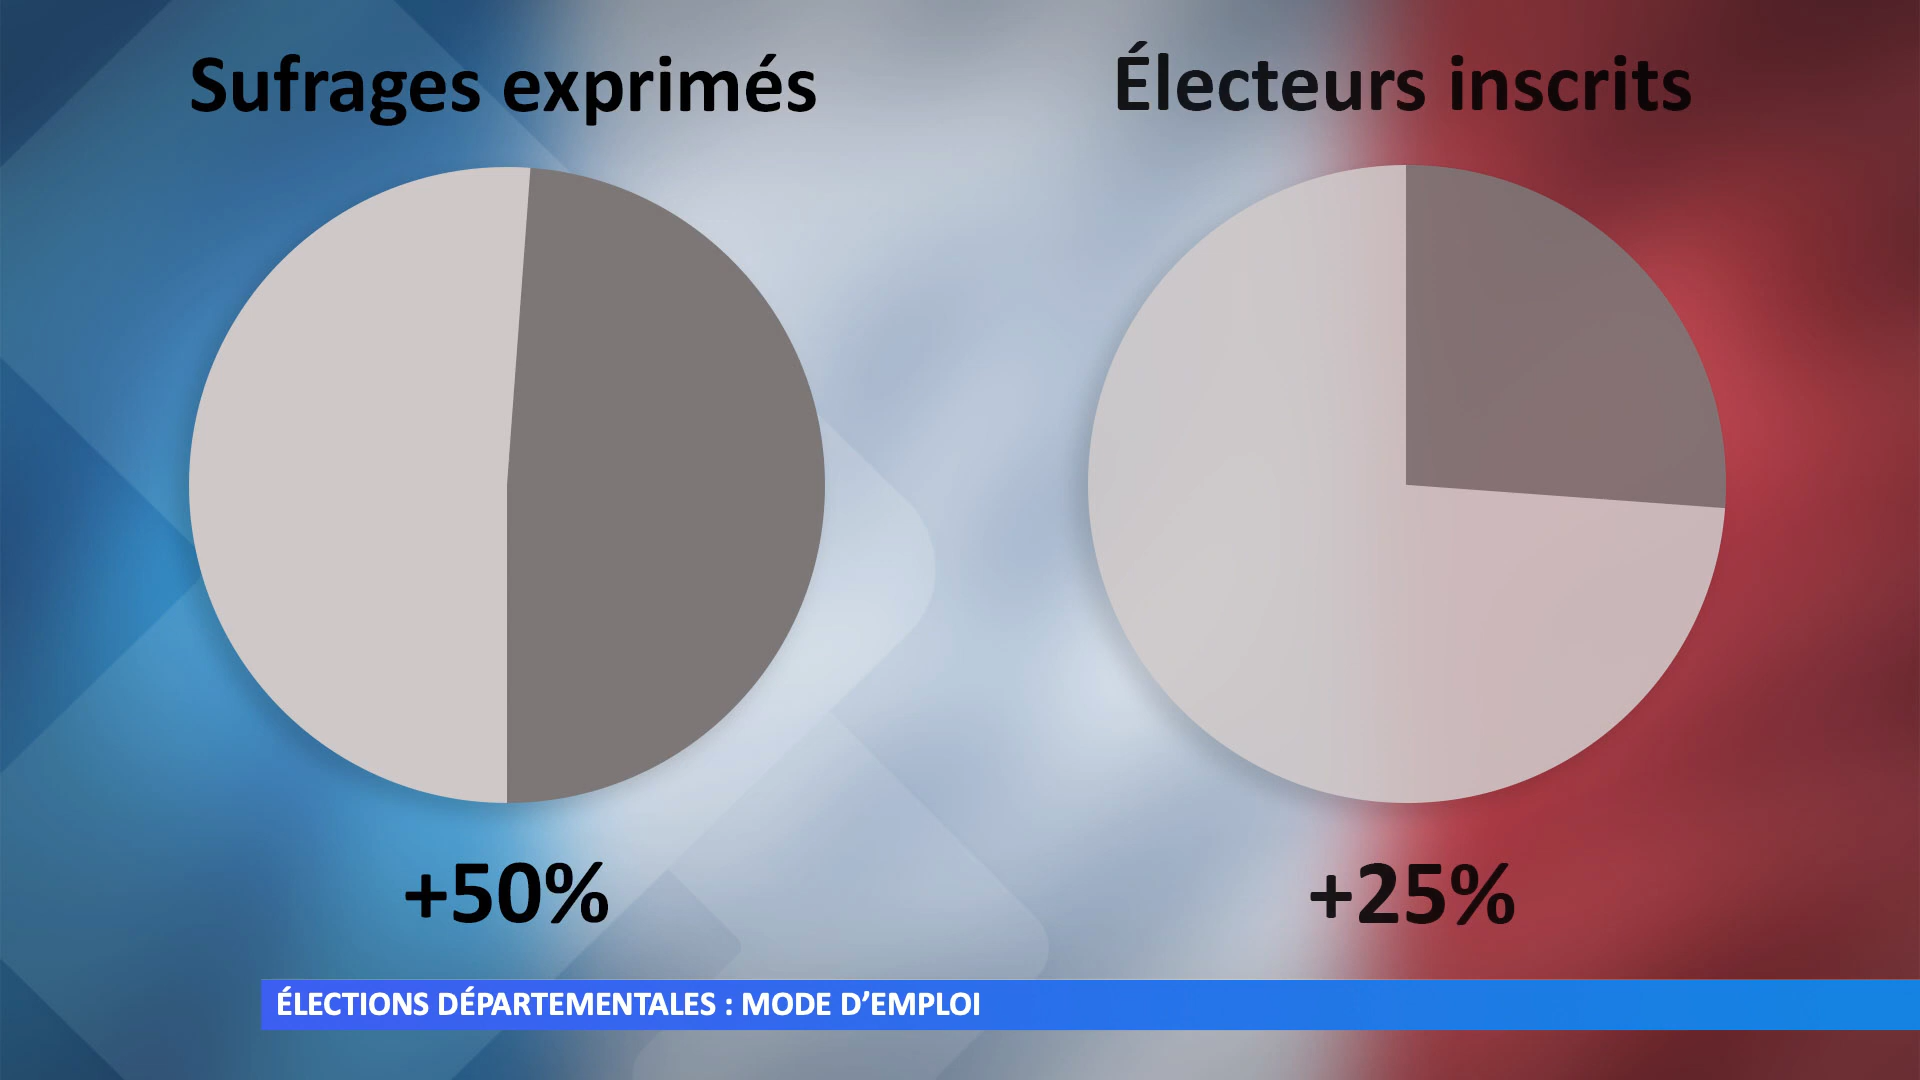 Sufrages exprimés
Électeurs inscrits
+50%
+25%
ÉLECTIONS DÉPARTEMENTALES : MODE D’EMPLOI